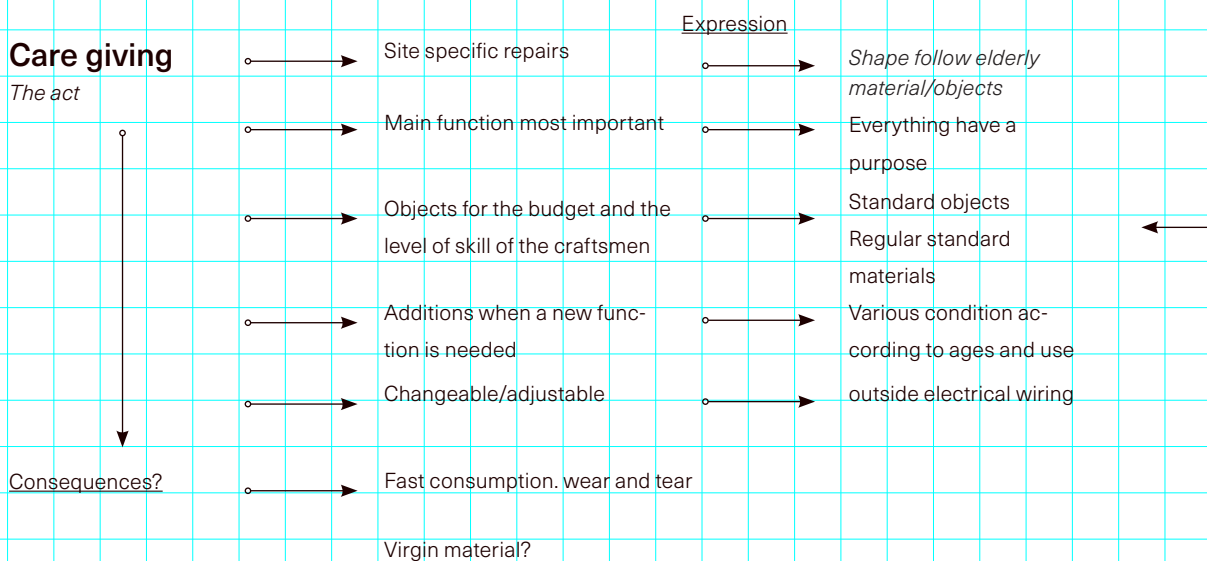 Expression
Care giving
The act
Site specific repairs
Shape follow elderly
material/objects
Main function most important
Everything have a
purpose
Objects for the budget and the
level of skill of the craftsmen
Standard objects
Regular standard
materials
Additions when a new func-
tion is needed
Various condition ac-
cording to ages and use
Changeable/adjustable
outside electrical wiring
Consequences?
Fast consumption. wear and tear
Virgin material?